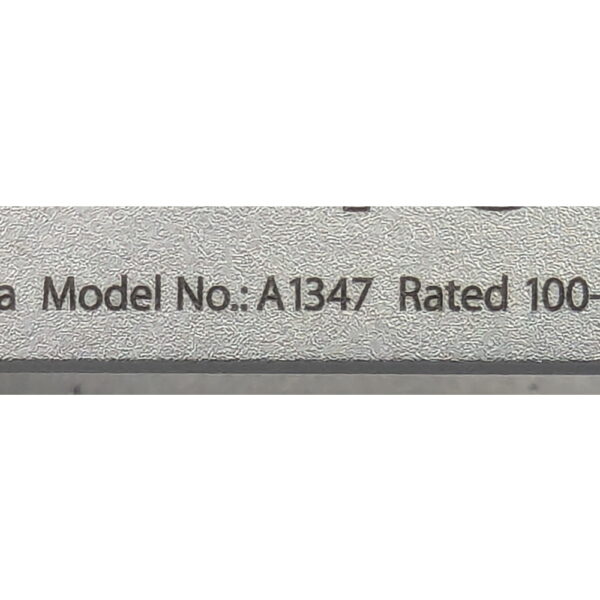 a Model No.: A1347 Rated 100-